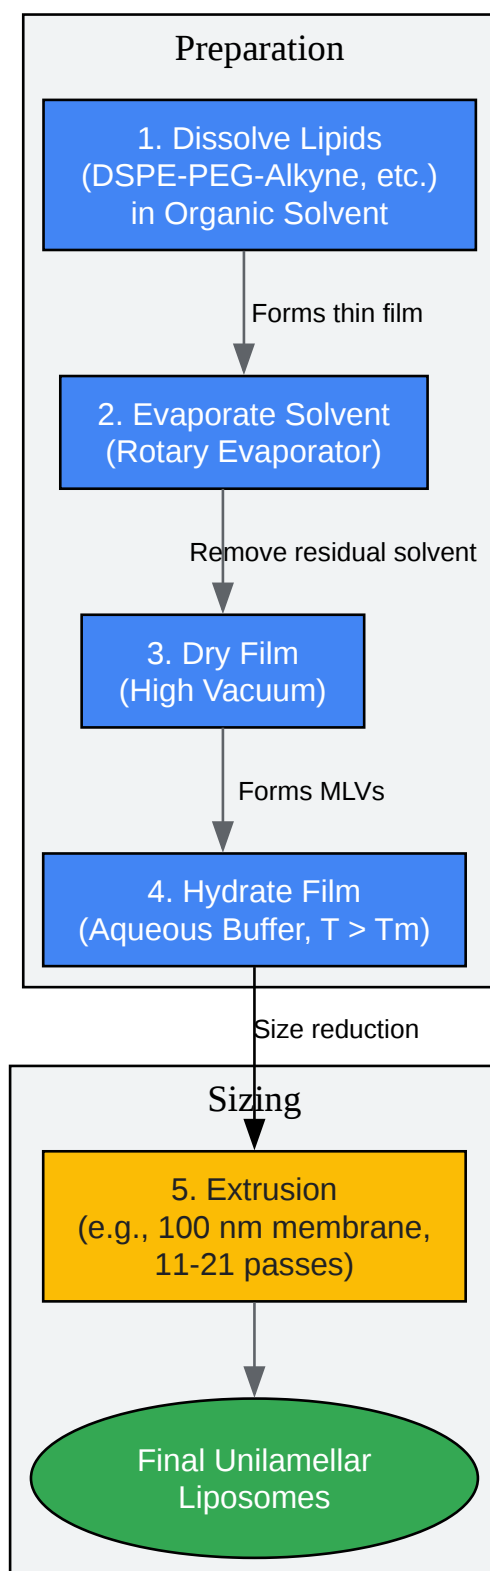 Preparation
1. Dissolve Lipids
(DSPE-PEG-Alkyne, etc.)
in Organic Solvent
Forms thin film
2. Evaporate Solvent
(Rotary Evaporator)
Remove residual solvent
3. Dry Film
(High Vacuum)
Forms MLVs
4. Hydrate Film
(Aqueous Buffer, T > Tm)
Size reduction
Sizing
5. Extrusion
(e.g., 100 nm membrane,
11-21 passes)
Final Unilamellar
Liposomes